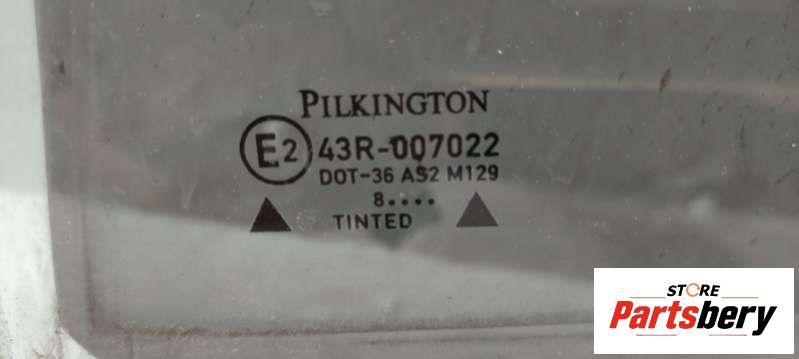 PILKINGTON
E2 43R-007022
DOT-36 AS2 M129
8....
TINTED
STORE
Partsbery